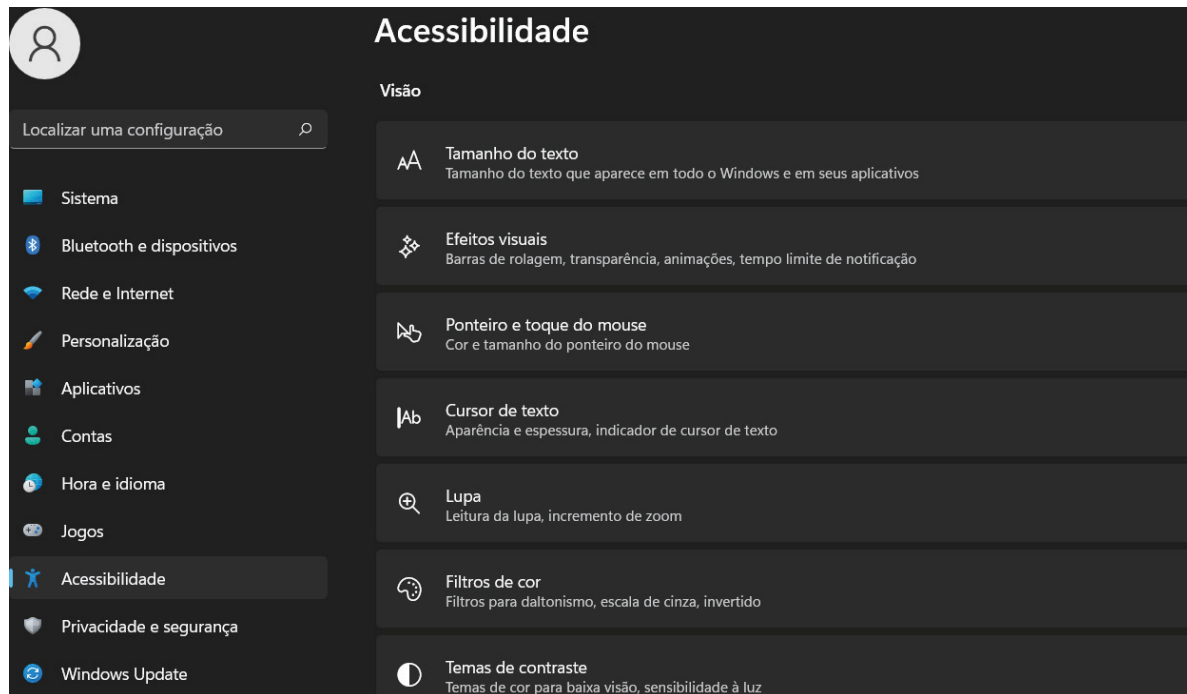 Acessibilidade
Visão
Localizar uma configuração
Sistema
Bluetooth e dispositivos
Rede e Internet
Personalização
Aplicativos
Contas
Hora e idioma
Jogos
Acessibilidade
Privacidade e segurança
Windows Update
Tamanho do texto
Tamanho do texto que aparece em todo o Windows e em seus aplicativos
Efeitos visuais
Barras de rolagem, transparência, animações, tempo limite de notificação
Ponteiro e toque do mouse
Cor e tamanho do ponteiro do mouse
Cursor de texto
Aparência e espessura, indicador de cursor de texto
Lupa
Leitura da lupa, incremento de zoom
Filtros de cor
Filtros para daltonismo, escala de cinza, invertido
Temas de contraste
Temas de cor para baixa visão, sensibilidade à luz